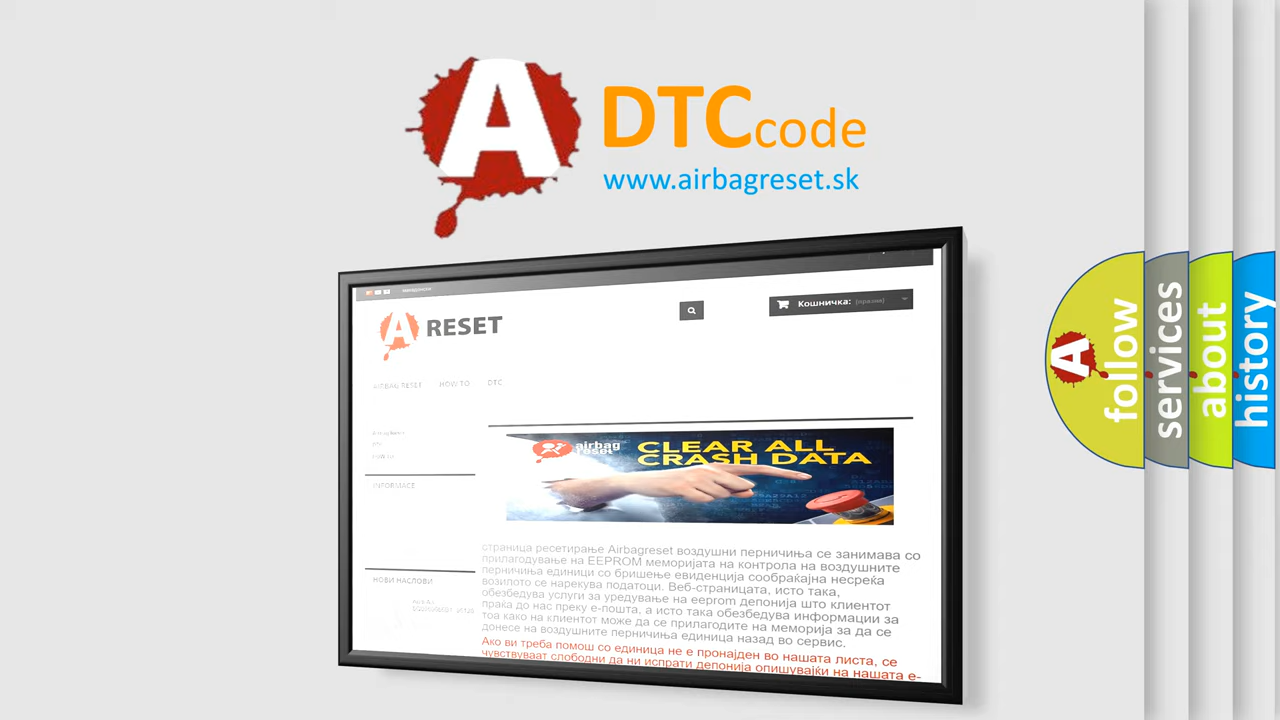 A
DTCcode
www.airbagreset.sk
A RESET
Кошничка: (празна)
AIRBAG RESET HOW TO DTC
INFORMACE
airbag
reset
CLEAR ALL
CRASH DATA
страница ресетирање Airbagreset воздушни перничиња се занимава со
прилагодување на EEPROM меморијата на контрола на воздушните
перничиња единици со бришење евиденција сообраќајна несреќа
возилото се нарекува податоци. Веб-страницата, исто така,
обезбедува услуги за уредување на eeprom депонија што клиентот
праќа до нас преку е-пошта, а исто така обезбедува информации за
тоа како на клиентот може да се прилагодите на меморија за да се
донесе на воздушните перничиња единица назад во сервис.
Ако ви треба помош со единица не е пронајден во нашата листа, се
чувствуваат слободни да ни испрати депонија опишувајќи на нашата е-
НОВИ НАСЛОВИ
A
follow
services
about
history